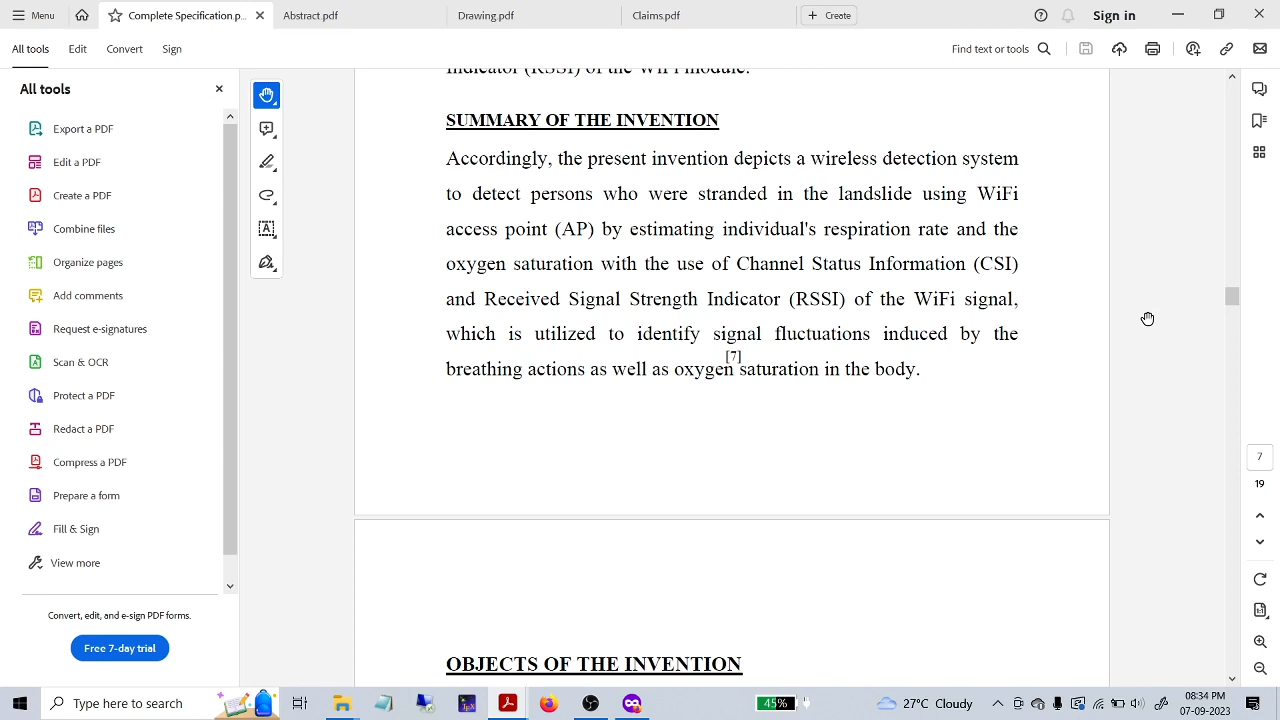 Menu
Complete Specification.p...
Abstract.pdf
Drawing.pdf
Claims.pdf
Create
Sign in
All tools
Edit
Convert
Sign
Find text or tools
All tools
Export a PDF
Edit a PDF
Create a PDF
Combine files
Organize pages
Add comments
Request e-signatures
Scan & OCR
Protect a PDF
Redact a PDF
Compress a PDF
Prepare a form
Fill & Sign
View more
Convert, edit, and e-sign PDF forms.
Free 7-day trial
Indicator (RSSI) of the WiFi module.
SUMMARY OF THE INVENTION
Accordingly, the present invention depicts a wireless detection system
to detect persons who were stranded in the landslide using WiFi
access point (AP) by estimating individual's respiration rate and the
oxygen saturation with the use of Channel Status Information (CSI)
and Received Signal Strength Indicator (RSSI) of the WiFi signal,
which is utilized to identify signal fluctuations induced by the
[7]
breathing actions as well as oxygen saturation in the body.
OBJECTS OF THE INVENTION
7
19
Type here to search
45%
27°C Cloudy
08:34 PM
07-09-2023